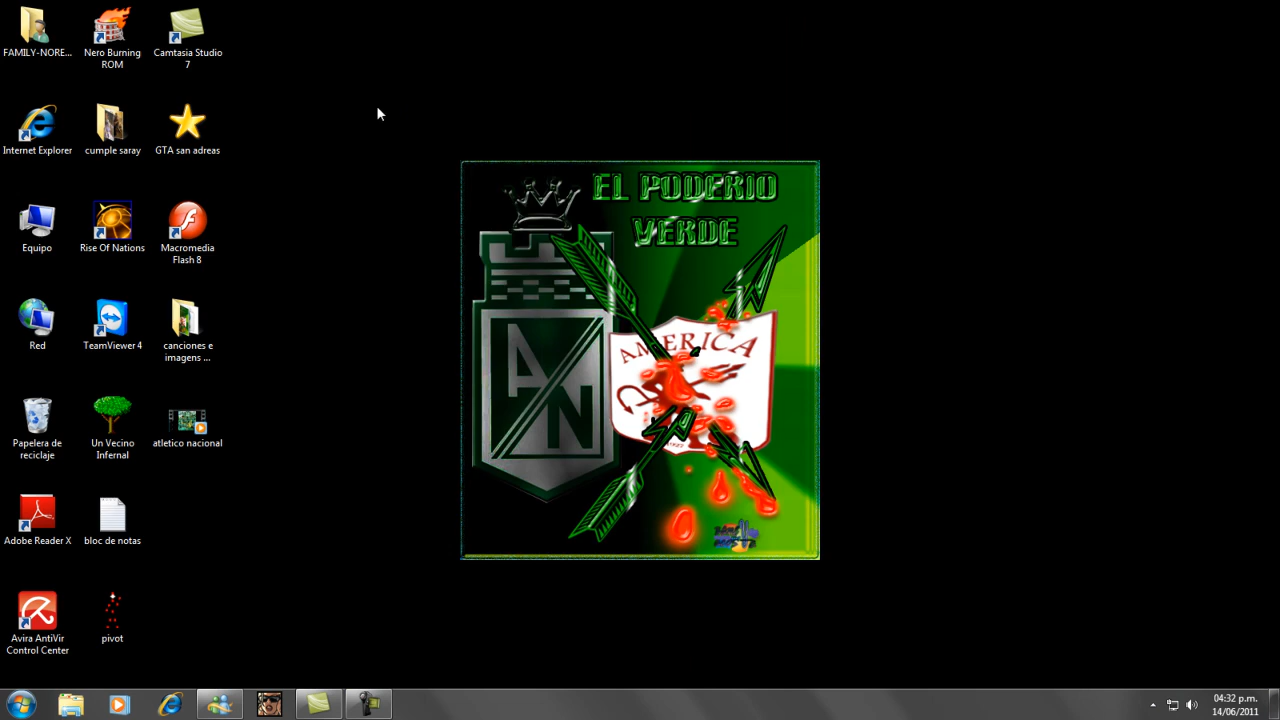 FAMILY-NORE...
Nero Burning
ROM
Camtasia Studio
7
Internet Explorer
cumple saray
GTA san adreas
Equipo
Rise Of Nations
Macromedia
Flash 8
Red
TeamViewer 4
canciones e
imagens ...
Papelera de
reciclaje
Un Vecino
Infernal
atletico nacional
Adobe Reader X
bloc de notas
Avira AntiVir
Control Center
pivot
EL PODERIO
VERDE
AN
AMERICA
04:32 p.m.
14/06/2011